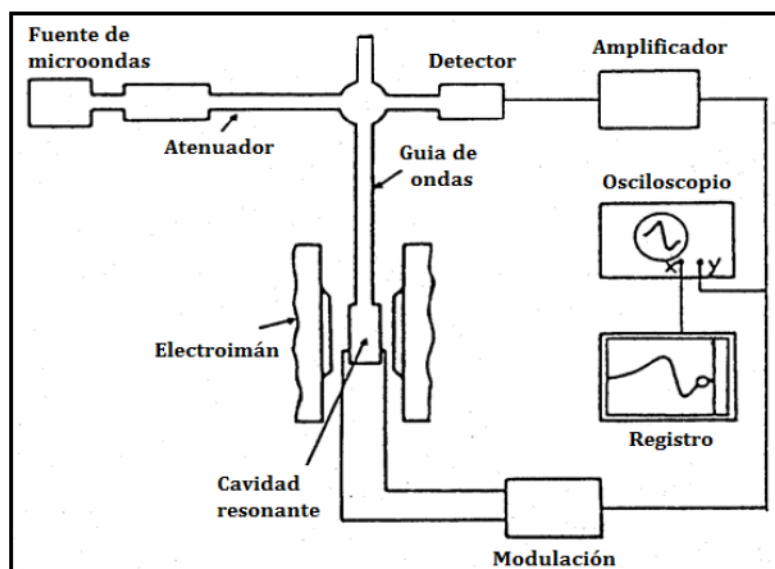 Fuente de
microondas
Detector
Amplificador
Atenuador
Guia de
ondas
Osciloscopio
x y
Electroimán
Registro
Cavidad
resonante
Modulación